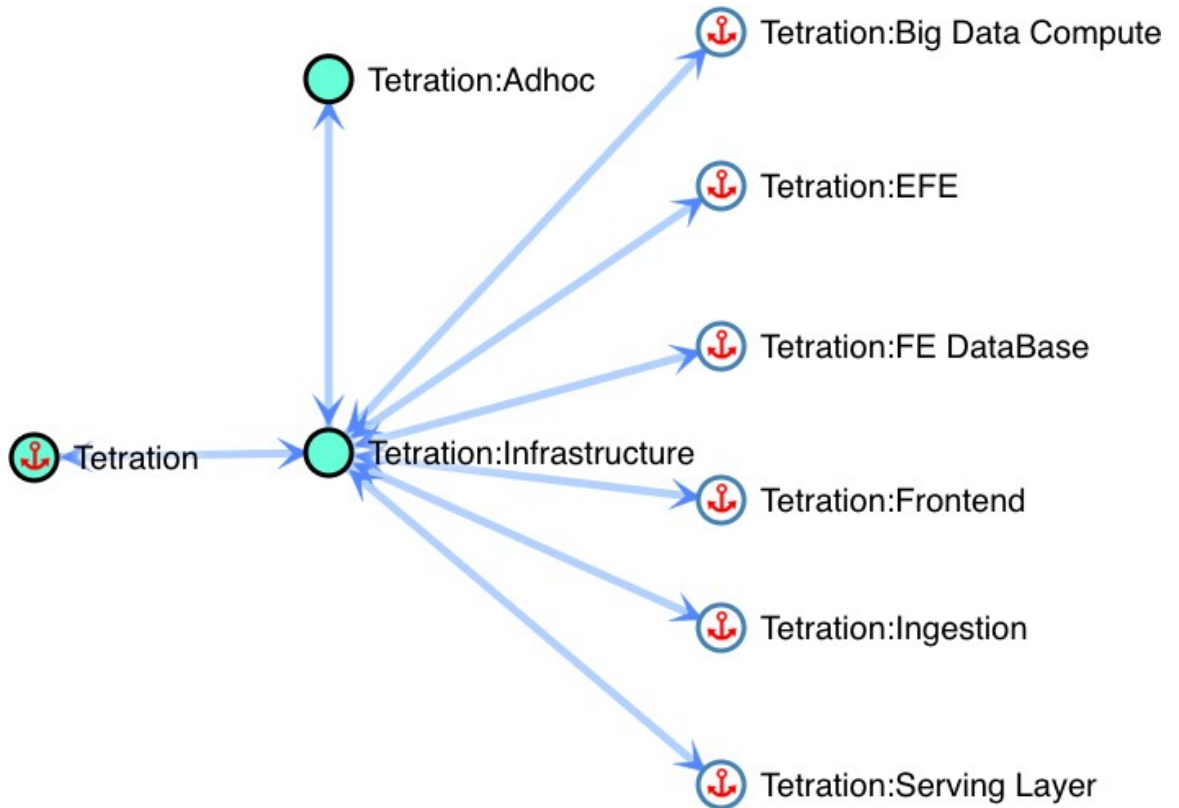 Tetration:Big Data Compute
Tetration:Adhoc
Tetration:EFE
Tetration:FE DataBase
Tetration
Tetration:Infrastructure
Tetration:Frontend
Tetration:Ingestion
Tetration:Serving Layer